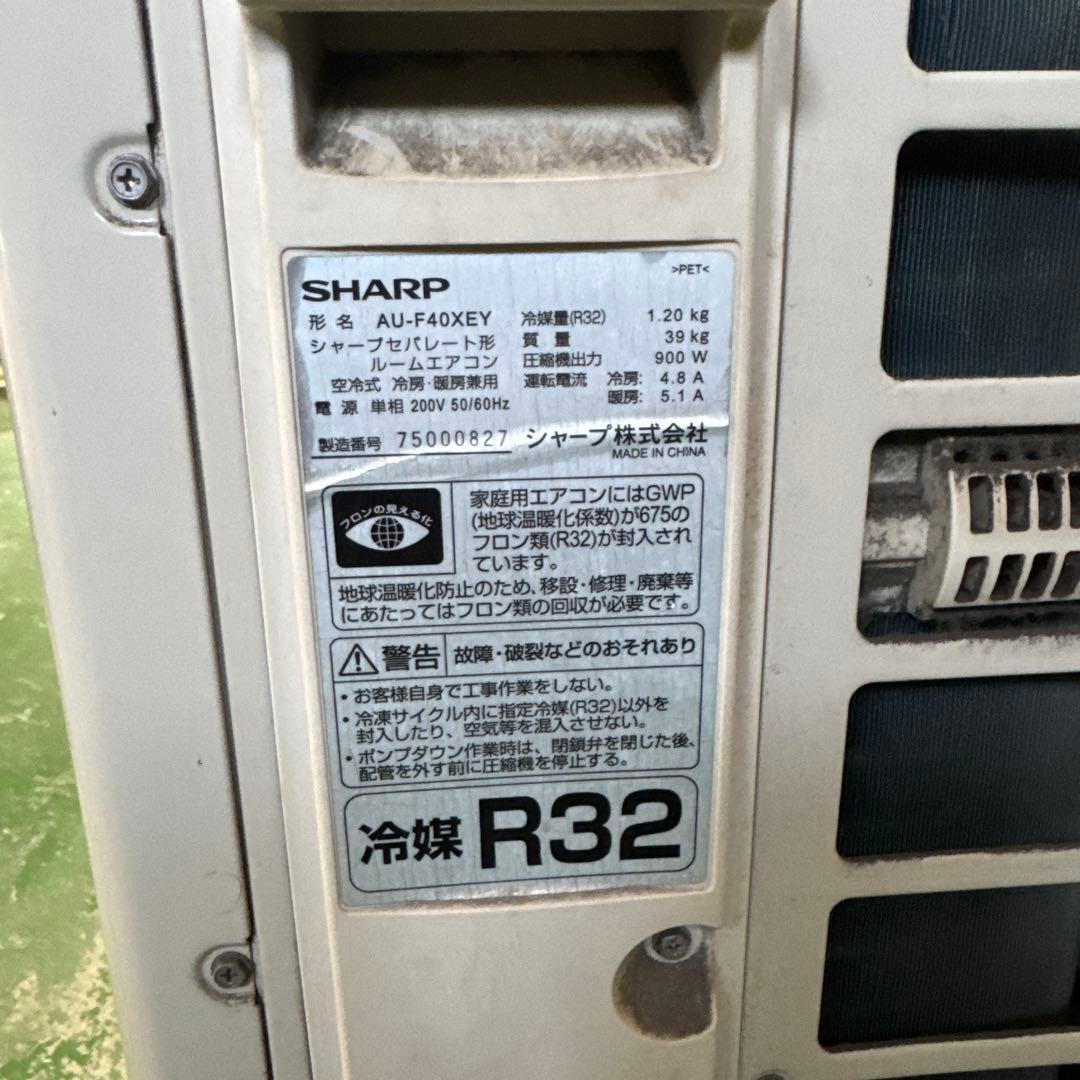 >PET<
SHARP
形名 AU-F40XEY
シャープセパレート形
ルームエアコン
空冷式 冷房・暖房兼用
電源 単相 200V 50/60Hz
製造番号 75000827
冷媒量(R32) 1.20 kg
質量 39 kg
圧縮機出力 900 W
運転電流 冷房: 4.8 A
暖房: 5.1 A
シャープ株式会社
MADE IN CHINA
フロンの見える化
家庭用エアコンにはGWP
(地球温暖化係数)が675の
フロン類(R32)が封入され
ています。
地球温暖化防止のため、移設・修理・廃棄等
にあたってはフロン類の回収が必要です。
警告 故障・破裂などのおそれあり
・お客様自身で工事作業をしない。
・冷凍サイクル内に指定冷媒(R32)以外を
封入したり、空気等を混入させない。
・ポンプダウン作業時は、閉鎖弁を閉じた後、
配管を外す前に圧縮機を停止する。
冷媒 R32